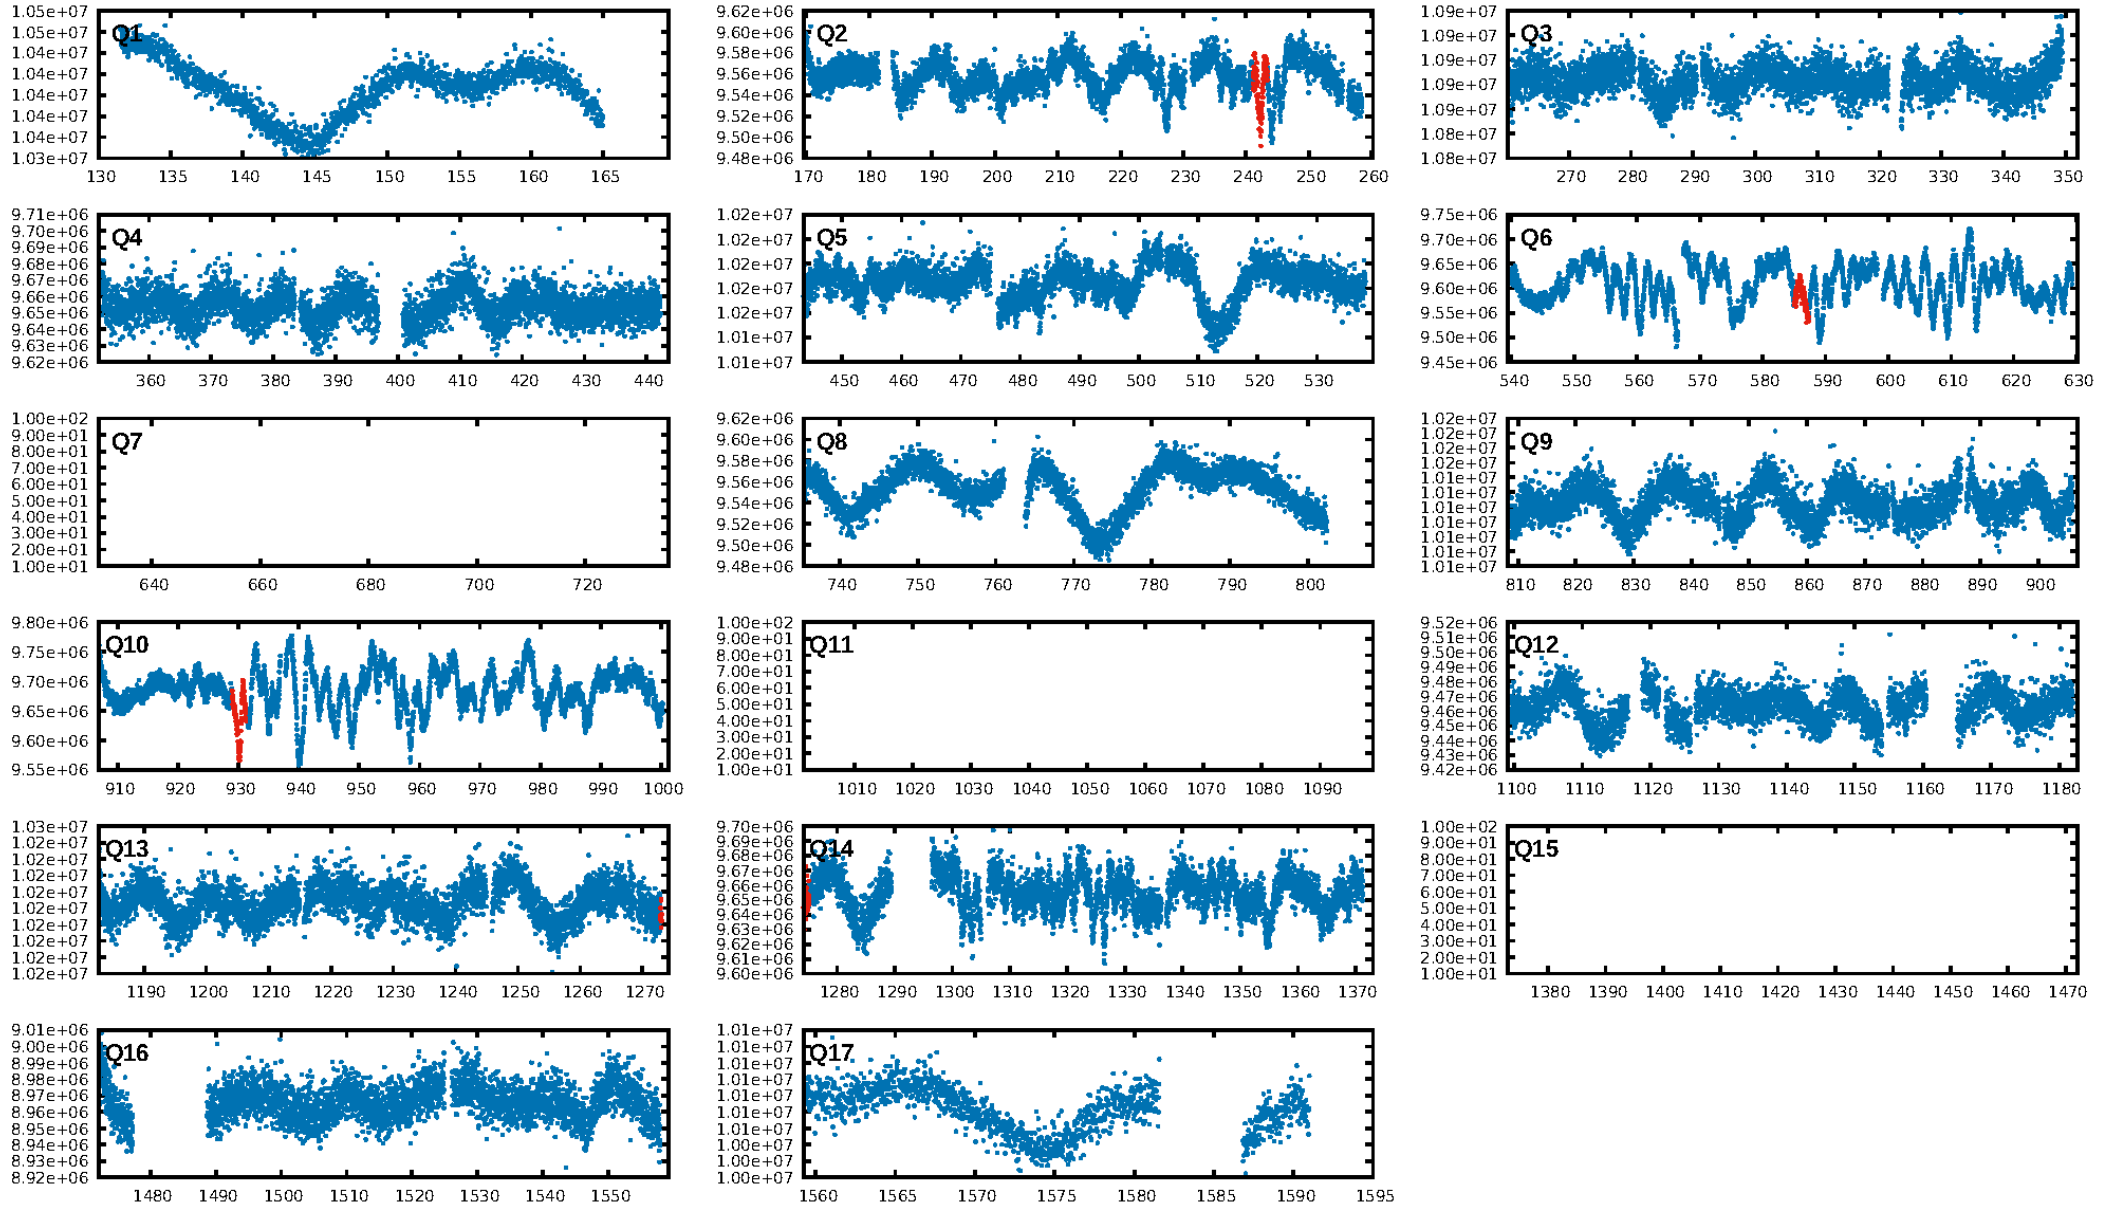 Q1
1.05e+07
1.05e+07
1.04e+07
1.04e+07
1.04e+07
1.04e+07
1.04e+07
1.03e+07
130 135 140 145 150 155 160 165
Q2
9.62e+06
9.60e+06
9.58e+06
9.56e+06
9.54e+06
9.52e+06
9.50e+06
9.48e+06
170 180 190 200 210 220 230 240 250 260
Q3
1.09e+07
1.09e+07
1.09e+07
1.09e+07
1.09e+07
1.08e+07
1.08e+07
270 280 290 300 310 320 330 340 350
Q4
9.71e+06
9.70e+06
9.69e+06
9.68e+06
9.67e+06
9.66e+06
9.65e+06
9.64e+06
9.63e+06
9.62e+06
360 370 380 390 400 410 420 430 440
Q5
1.02e+07
1.02e+07
1.02e+07
1.02e+07
1.02e+07
1.01e+07
1.01e+07
450 460 470 480 490 500 510 520 530
Q6
9.75e+06
9.70e+06
9.65e+06
9.60e+06
9.55e+06
9.50e+06
9.45e+06
540 550 560 570 580 590 600 610 620 630
Q7
1.00e+02
9.00e+01
8.00e+01
7.00e+01
6.00e+01
5.00e+01
4.00e+01
3.00e+01
2.00e+01
1.00e+01
640 660 680 700 720
Q8
9.62e+06
9.60e+06
9.58e+06
9.56e+06
9.54e+06
9.52e+06
9.50e+06
9.48e+06
740 750 760 770 780 790 800
Q9
1.02e+07
1.02e+07
1.02e+07
1.01e+07
1.01e+07
1.01e+07
1.01e+07
1.01e+07
810 820 830 840 850 860 870 880 890 900
Q10
9.80e+06
9.75e+06
9.70e+06
9.65e+06
9.60e+06
9.55e+06
910 920 930 940 950 960 970 980 990 1000
Q11
1.00e+02
9.00e+01
8.00e+01
7.00e+01
6.00e+01
5.00e+01
4.00e+01
3.00e+01
2.00e+01
1.00e+01
1010 1020 1030 1040 1050 1060 1070 1080 1090
Q12
9.52e+06
9.51e+06
9.50e+06
9.49e+06
9.48e+06
9.47e+06
9.46e+06
9.45e+06
9.44e+06
9.43e+06
9.42e+06
1100 1110 1120 1130 1140 1150 1160 1170 1180
Q13
1.03e+07
1.02e+07
1.02e+07
1.02e+07
1.02e+07
1.02e+07
1.02e+07
1.02e+07
1.02e+07
1.02e+07
1190 1200 1210 1220 1230 1240 1250 1260 1270
Q14
9.70e+06
9.69e+06
9.68e+06
9.67e+06
9.66e+06
9.65e+06
9.64e+06
9.63e+06
9.62e+06
9.61e+06
9.60e+06
1280 1290 1300 1310 1320 1330 1340 1350 1360 1370
Q15
1.00e+02
9.00e+01
8.00e+01
7.00e+01
6.00e+01
5.00e+01
4.00e+01
3.00e+01
2.00e+01
1.00e+01
1380 1390 1400 1410 1420 1430 1440 1450 1460 1470
Q16
9.01e+06
9.00e+06
8.99e+06
8.98e+06
8.97e+06
8.96e+06
8.95e+06
8.94e+06
8.93e+06
8.92e+06
1480 1490 1500 1510 1520 1530 1540 1550
Q17
1.01e+07
1.01e+07
1.01e+07
1.01e+07
1.01e+07
1.01e+07
1.01e+07
1.00e+07
1.00e+07
1.00e+07
1560 1565 1570 1575 1580 1585 1590 1595